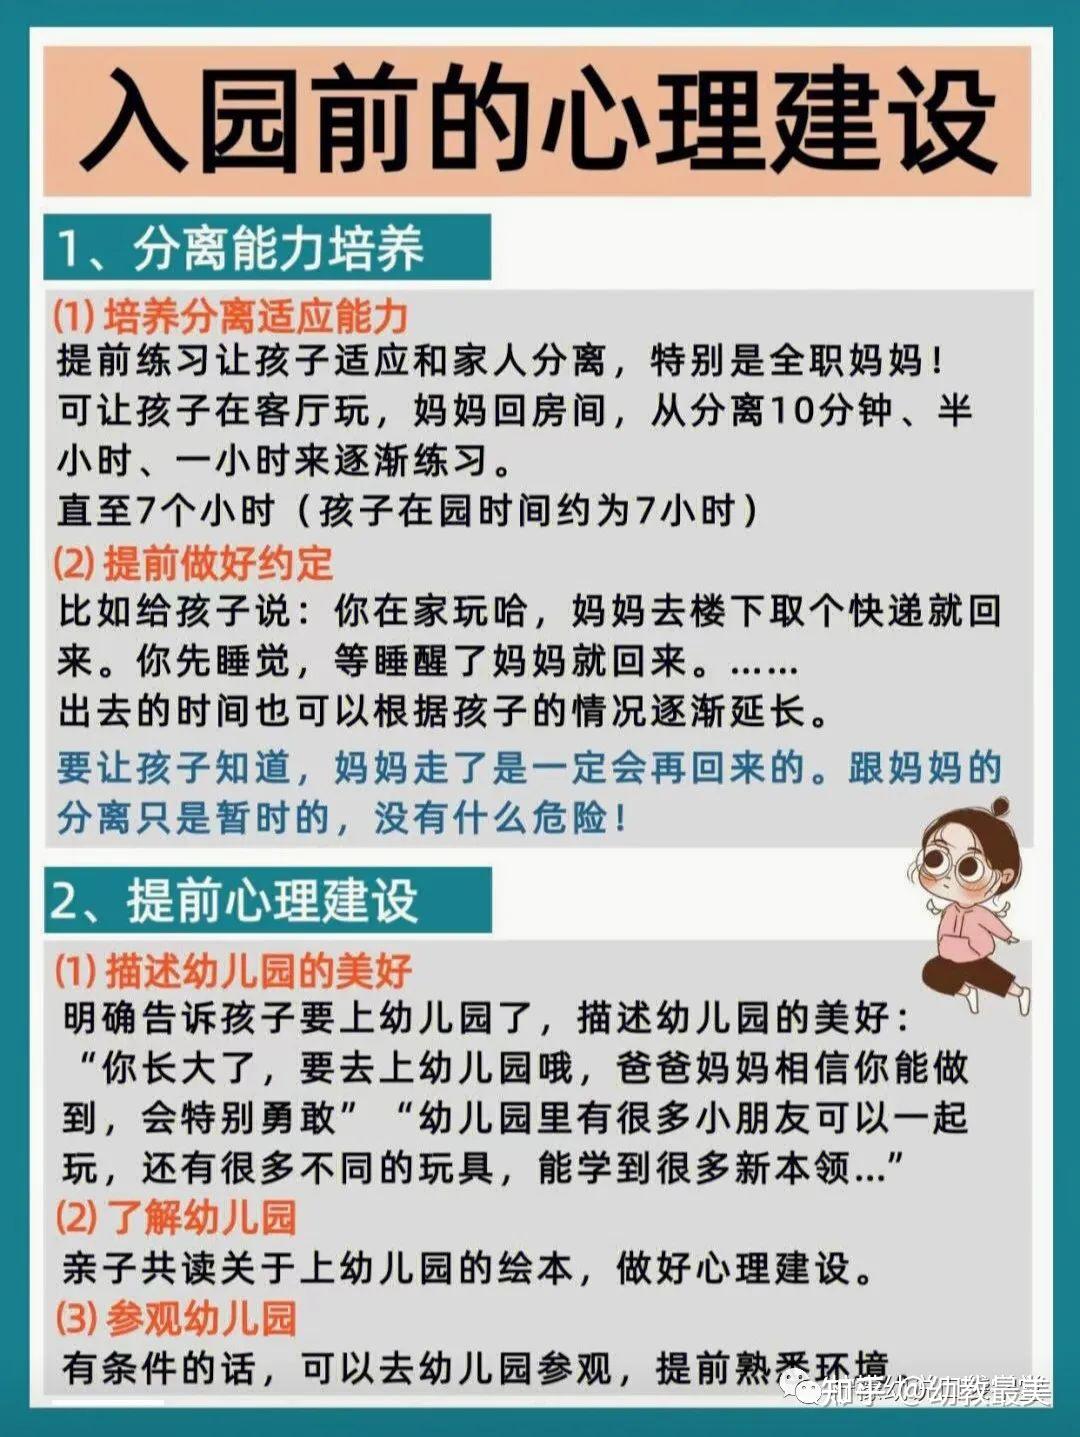 入园前的心理建设
1、分离能力培养
(1) 培养分离适应能力
提前练习让孩子适应和家人分离，特别是全职妈妈！
可让孩子在客厅玩，妈妈回房间，从分离10分钟、半
小时、一小时来逐渐练习。
直至7个小时（孩子在园时间约为7小时）
(2) 提前做好约定
比如给孩子说：你在家玩哈，妈妈去楼下取个快递就回
来。你先睡觉，等睡醒了妈妈就回来。……
出去的时间也可以根据孩子的情况逐渐延长。
要让孩子知道，妈妈走了是一定会再回来的。跟妈妈的
分离只是暂时的，没有什么危险！
2、提前心理建设
(1) 描述幼儿园的美好
明确告诉孩子要上幼儿园了，描述幼儿园的美好：
“你长大了，要去上幼儿园哦，爸爸妈妈相信你能做
到，会特别勇敢”“幼儿园里有很多小朋友可以一起
玩，还有很多不同的玩具，能学到很多新本领...”
(2) 了解幼儿园
亲子共读关于上幼儿园的绘本，做好心理建设。
(3) 参观幼儿园
有条件的话，可以去幼儿园参观，提前熟悉环境。
知乎 @幼教最美